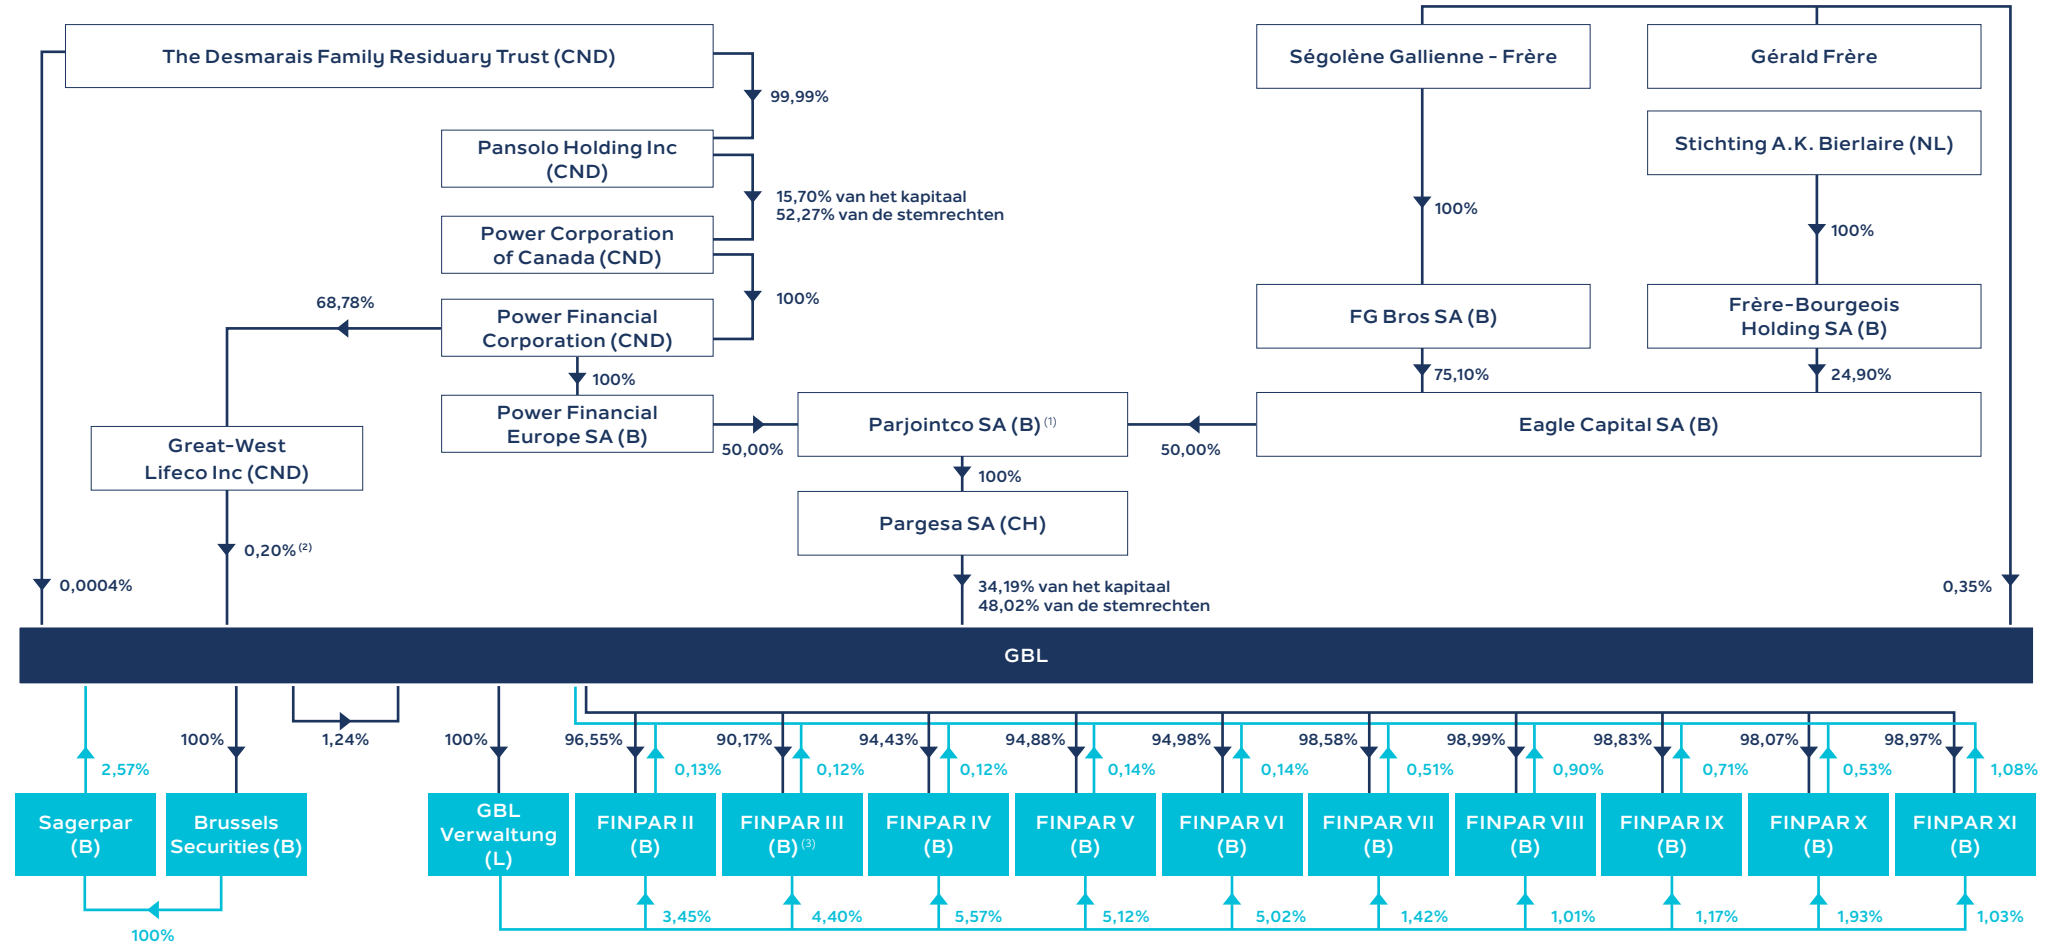 The Desmarais Family Residuary Trust (CND)
Ségolène Gallienne - Frère
Gérald Frère
99,99%
Pansolo Holding Inc
(CND)
Stichting A.K. Bierlaire (NL)
15,70% van het kapitaal
52,27% van de stemrechten
100%
100%
Power Corporation
of Canada (CND)
100%
68,78%
Power Financial
Corporation (CND)
FG Bros SA (B)
Frère-Bourgeois
Holding SA (B)
100%
75,10%
24,90%
Power Financial
Europe SA (B)
Parjointco SA (B) (1)
Eagle Capital SA (B)
50,00%
50,00%
Great-West
Lifeco Inc (CND)
100%
Pargesa SA (CH)
0,20% (2)
0,0004%
34,19% van het kapitaal
48,02% van de stemrechten
0,35%
GBL
100%
1,24%
100%
96,55%
90,17%
94,43%
94,88%
94,98%
98,58%
98,99%
98,83%
98,07%
98,97%
2,57%
0,13%
0,12%
0,12%
0,14%
0,14%
0,51%
0,90%
0,71%
0,53%
1,08%
Sagerpar
(B)
Brussels
Securities (B)
GBL
Verwaltung
(L)
FINPAR II
(B)
FINPAR III
(B) (3)
FINPAR IV
(B)
FINPAR V
(B)
FINPAR VI
(B)
FINPAR VII
(B)
FINPAR VIII
(B)
FINPAR IX
(B)
FINPAR X
(B)
FINPAR XI
(B)
3,45%
4,40%
5,57%
5,12%
5,02%
1,42%
1,01%
1,17%
1,93%
1,03%
100%